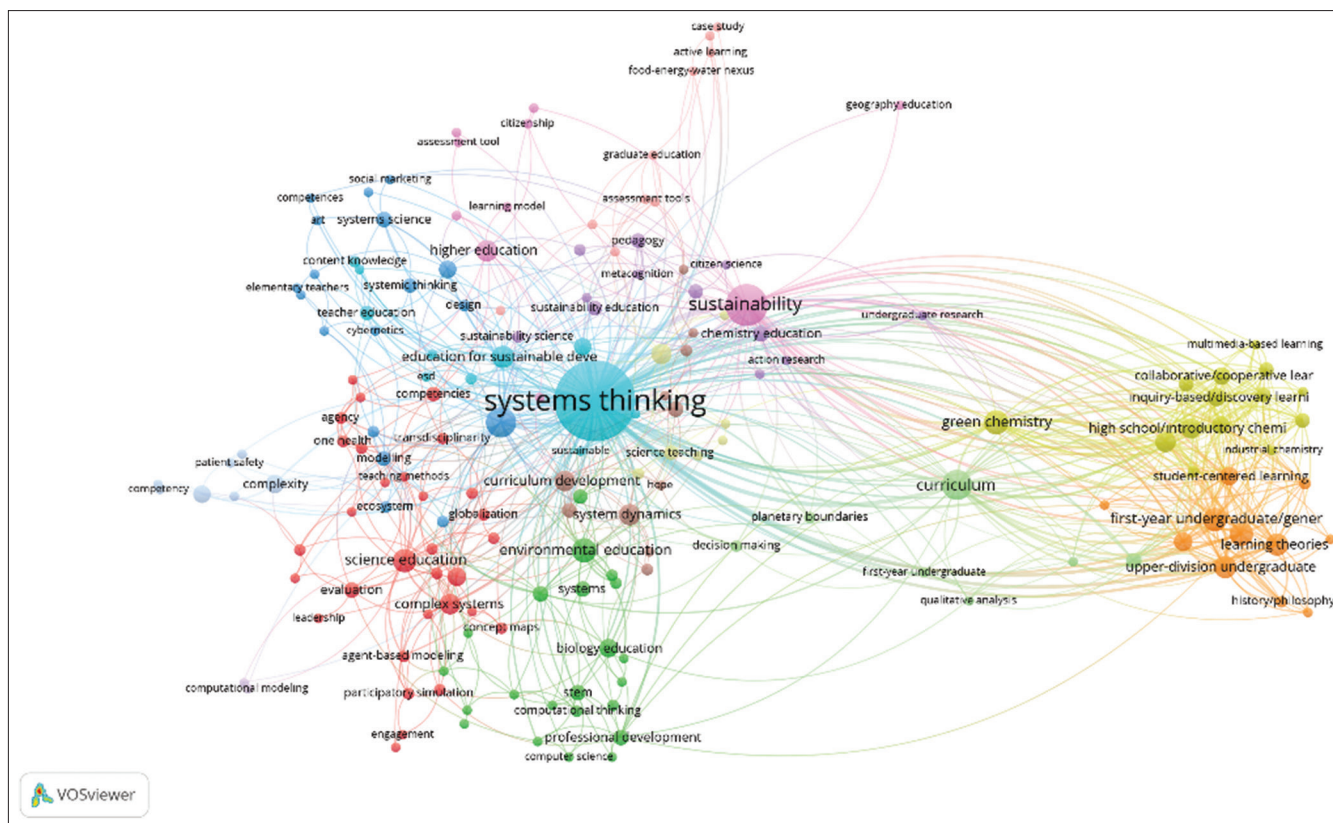 case study
active learning
food-energy-water nexus
geography education
citizenship
assessment tool
graduate education
social marketing
competences
assessment tools
learning model
art
systems science
pedagogy
higher education
content knowledge
citizen science
metacognition
elementary teachers
systemic thinking
design
sustainability education
sustainability
teacher education
undergraduate research
cybernetics
sustainability science
chemistry education
multimedia-based learning
education for sustainable deve
action research
esd
collaborative/cooperative lear
competencies
inquiry-based/discovery learni
systems thinking
agency
green chemistry
high school/introductory chemi
one health
transdisciplinarity
sustainable
science teaching
industrial chemistry
modelling
patient safety
teaching methods
student-centered learning
curriculum development
hope
competency
complexity
curriculum
ecosystem
globalization
system dynamics
planetary boundaries
first-year undergraduate/gener
decision making
learning theories
environmental education
science education
upper-division undergraduate
first-year undergraduate
evaluation
systems
complex systems
qualitative analysis
history/philosophy
leadership
concept maps
biology education
agent-based modeling
computational modeling
participatory simulation
stem
computational thinking
engagement
professional development
computer science
VOSviewer